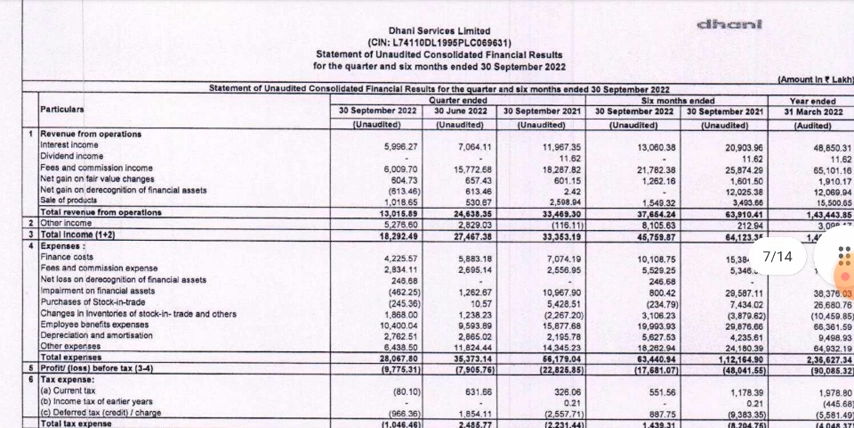 dhani
Dhani Services Limited
(CIN: L74110DL1995PLC069631)
Statement of Unaudited Consolidated Financial Results
for the quarter and six months ended 30 September 2022
(Amount in ₹ Lakh)
Statement of Unaudited Consolidated Financial Results for the quarter and six months ended 30 September 2022
Particulars Quarter ended Six months ended Year ended
30 September 2022 30 June 2022 30 September 2021 30 September 2022 30 September 2021 31 March 2022
(Unaudited) (Unaudited) (Unaudited) (Unaudited) (Unaudited) (Audited)
1 Revenue from operations
Interest income 5,996.27 7,064.11 11,967.35 13,060.38 20,903.96 48,850.31
Dividend income - - 11.62 - 11.62 11.62
Fees and commission income 6,009.70 15,772.68 18,287.82 21,782.38 25,874.29 65,101.16
Net gain on fair value changes 604.73 657.43 601.15 1,262.16 1,601.50 1,910.17
Net gain on derecognition of financial assets (613.46) 613.46 2.42 - 12,025.38 12,069.94
Sale of products 1,018.65 530.67 2,598.94 1,549.32 3,493.66 15,500.65
Total revenue from operations 13,015.89 24,638.35 33,469.30 37,654.24 63,910.41 1,43,443.85
2 Other income 5,276.60 2,829.03 (116.11) 8,105.63 212.94
3 Total Income (1+2) 18,292.49 27,467.38 33,353.19 45,759.87 64,123.35
4 Expenses :
Finance costs 4,225.57 5,883.18 7,074.19 10,108.75
Fees and commission expense 2,834.11 2,695.14 2,556.95 5,529.25
Net loss on derecognition of financial assets 246.68 - - 246.68
Impairment on financial assets (462.25) 1,262.67 10,967.90 800.42 29,587.11 38,376.03
Purchases of Stock-in-trade (245.36) 10.57 5,428.51 (234.79) 7,434.02 26,680.76
Changes in Inventories of stock-in- trade and others 1,868.00 1,238.23 (2,267.20) 3,106.23 (3,879.62) (10,459.85)
Employee benefits expenses 10,400.04 9,593.89 15,877.68 19,993.93 29,876.66 66,361.59
Depreciation and amortisation 2,762.51 2,865.02 2,195.78 5,627.53 4,235.61 9,498.93
Other expenses 6,438.50 11,824.44 14,345.23 18,262.94 24,180.39 64,932.19
Total expenses 28,067.80 35,373.14 56,179.04 63,440.94 1,12,164.90 2,36,627.34
5 Profit/ (loss) before tax (3-4) (9,775.31) (7,905.76) (22,825.85) (17,681.07) (48,041.55) (90,085.32)
6 Tax expense:
(a) Current tax (80.10) 631.66 326.06 551.56 1,178.39 1,978.80
(b) Income tax of earlier years - - 0.21 - 0.21 (445.68)
(c) Deferred tax (credit) / charge (966.36) 1,854.11 (2,557.71) 887.75 (9,383.35) (5,581.49)
Total tax expense (1,046.46) 2,485.77 (2,231.44) 1,439.31 (8,204.75) (4,048.37)
7/14